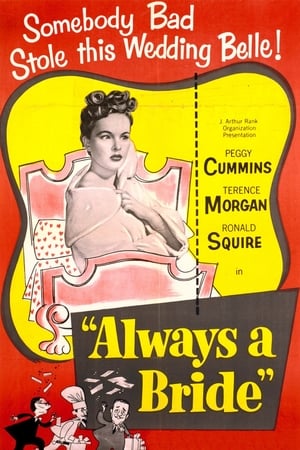 Somebody Bad
Stole this Wedding Belle!
J. Arthur Rank
Organization
Presentation
PEGGY
CUMMINS
TERENCE
MORGAN
RONALD
SQUIRE
in
"Always a
Bride"